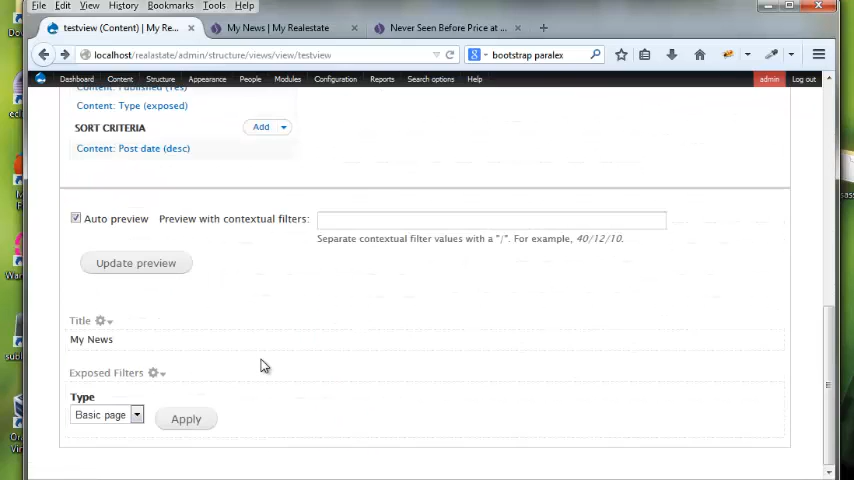 File Edit View History Bookmarks Tools Help
testview (Content) | My Re... × My News | My Realestate × Never Seen Before Price at ... × +
localhost/realastate/admin/structure/views/view/testview bootstrap paralex
Dashboard Content Structure Appearance People Modules Configuration Reports Search options Help admin Log out
Content: Published (Yes)
Content: Type (exposed)
SORT CRITERIA Add
Content: Post date (desc)
Auto preview Preview with contextual filters:
Separate contextual filter values with a "/". For example, 40/12/10.
Update preview
Title
My News
Exposed Filters
Type
Basic page Apply